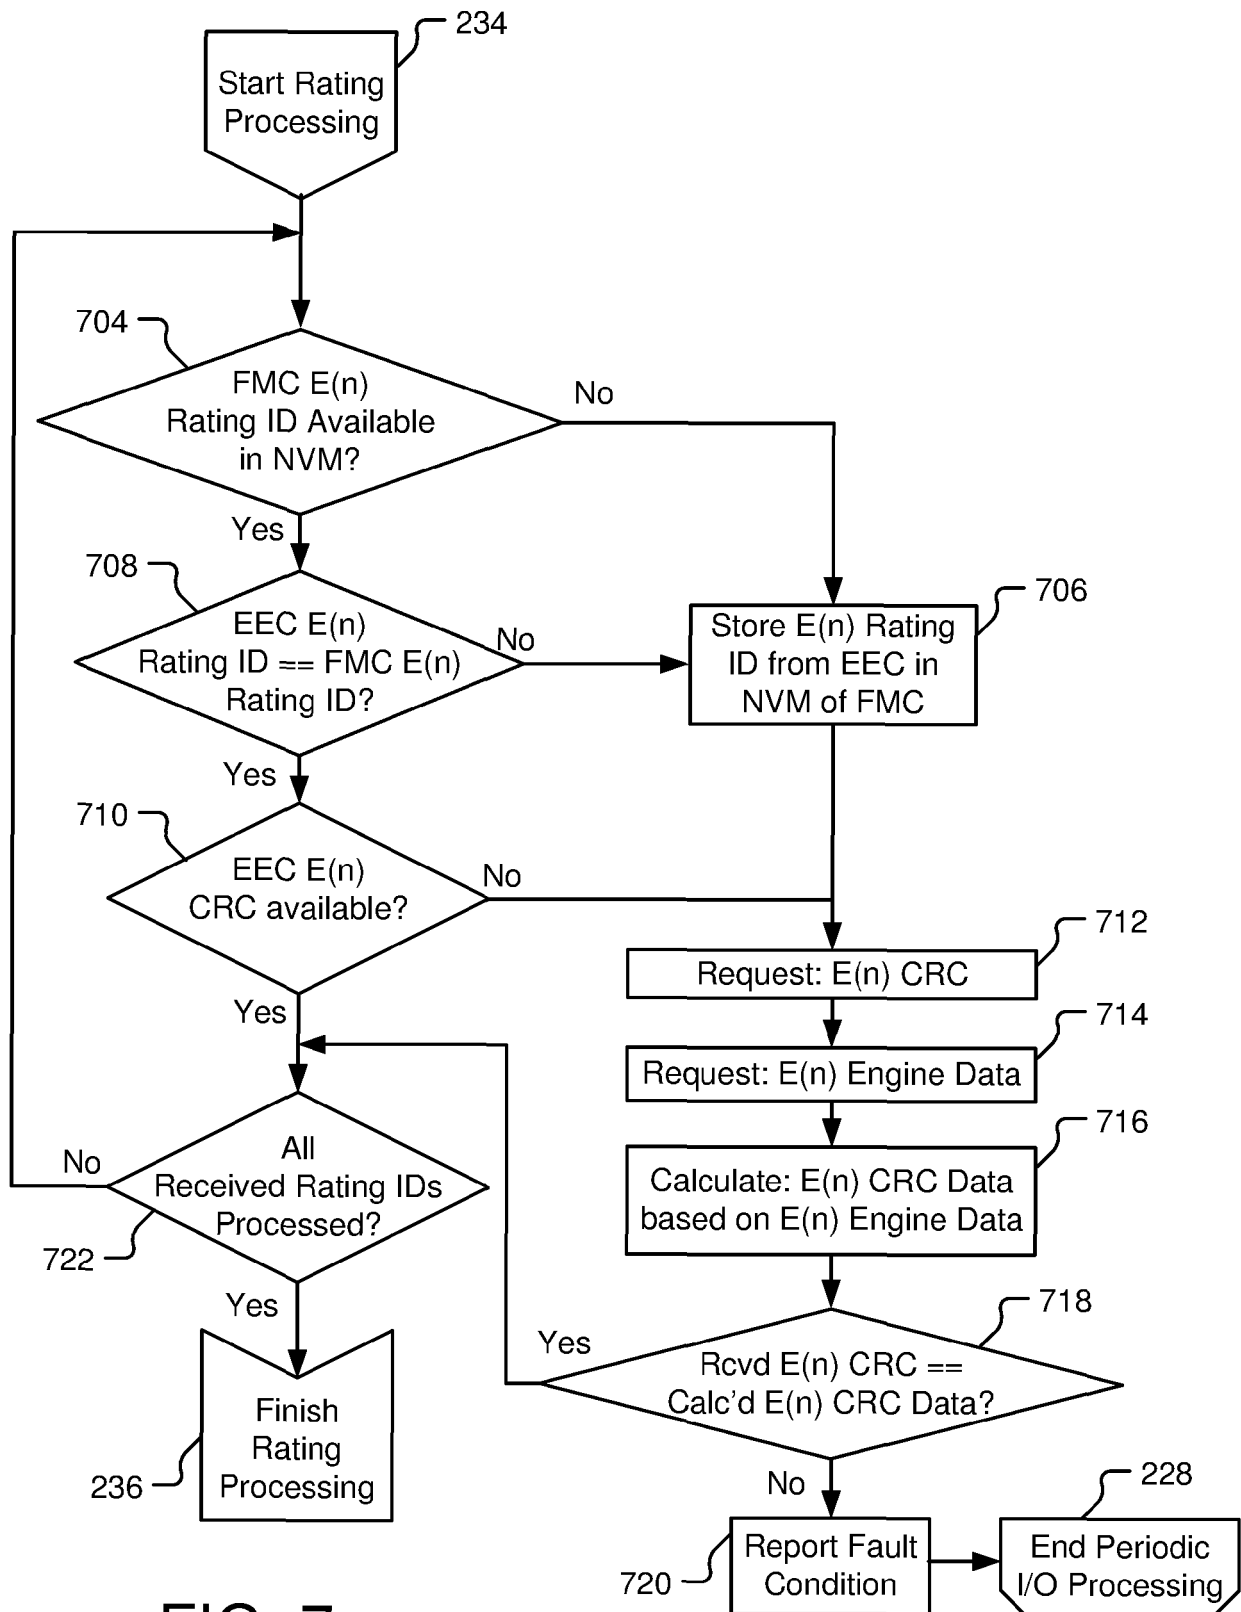 234
Start Rating
Processing
704
FMC E(n)
Rating ID Available
in NVM?
No
Yes
708
EEC E(n)
Rating ID == FMC E(n)
Rating ID?
No
706
Store E(n) Rating
ID from EEC in
NVM of FMC
Yes
710
EEC E(n)
CRC available?
No
712
Request: E(n) CRC
Yes
714
Request: E(n) Engine Data
716
Calculate: E(n) CRC Data
based on E(n) Engine Data
No
All
Received Rating IDs
Processed?
722
Yes
718
Yes
Rcvd E(n) CRC ==
Calc'd E(n) CRC Data?
Finish
Rating
Processing
236
No
228
Report Fault
Condition
720
End Periodic
I/O Processing
FIG. 7